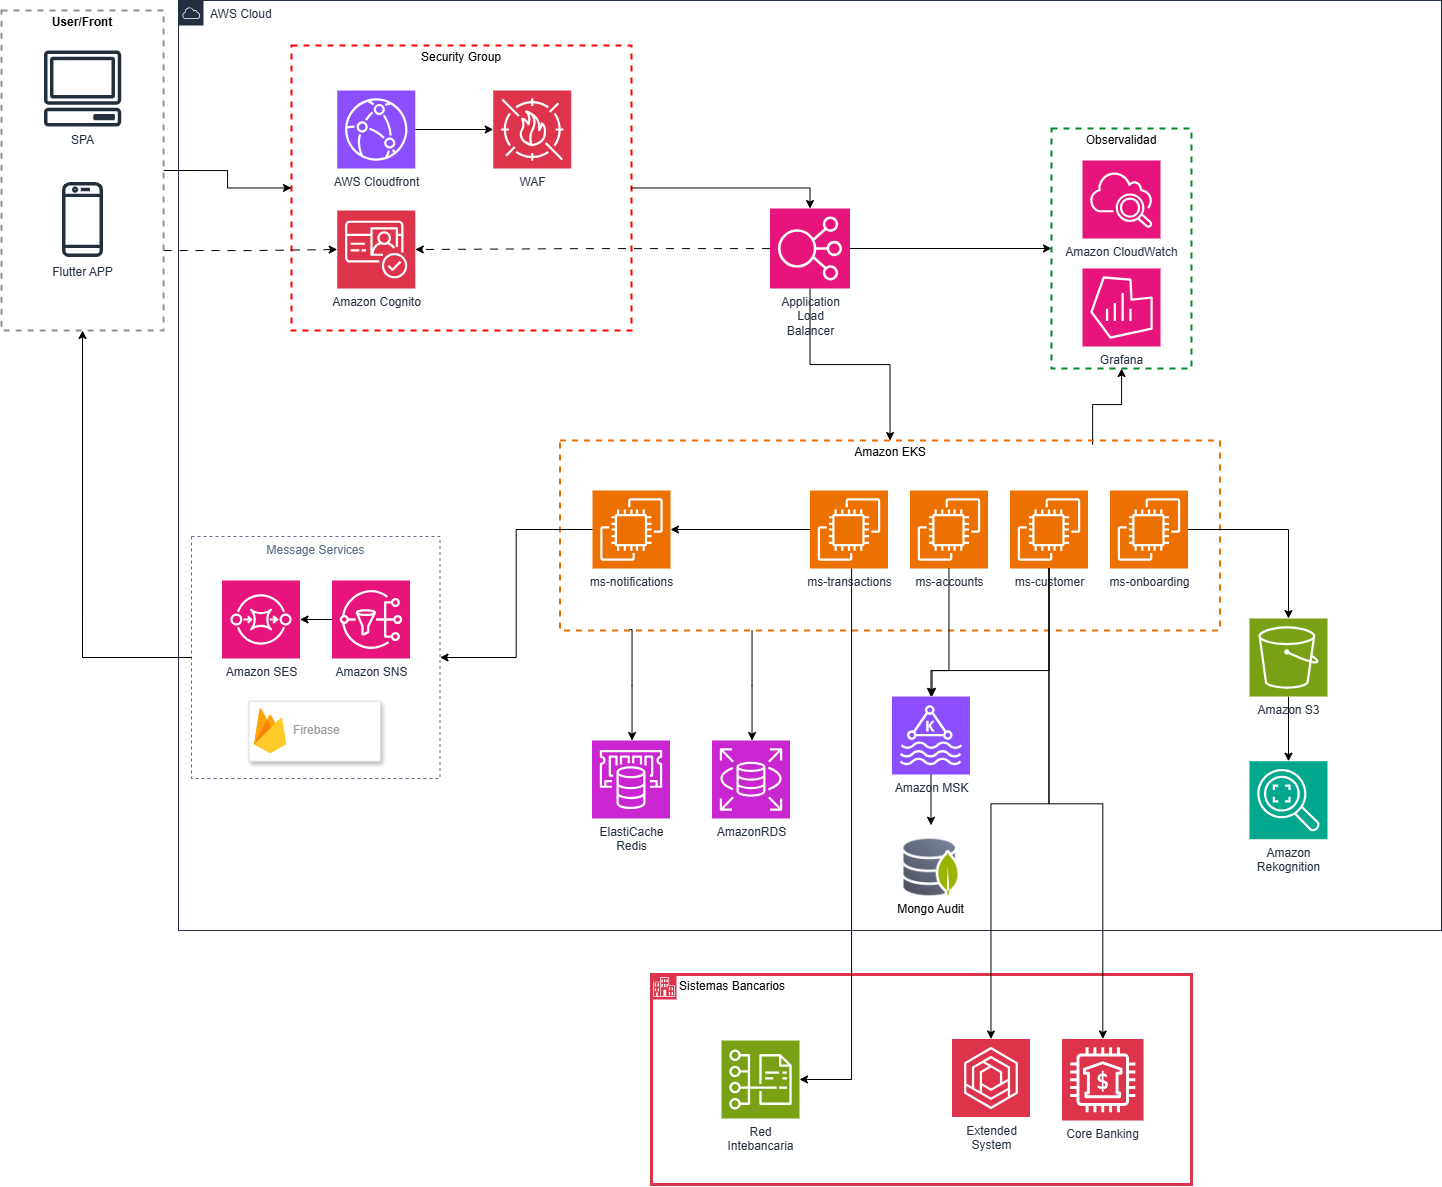 User/Front
SPA
Flutter APP
AWS Cloud
Security Group
AWS Cloudfront
WAF
Amazon Cognito
Application
Load
Balancer
Observalidad
Amazon CloudWatch
Grafana
Amazon EKS
ms-notifications
ms-transactions
ms-accounts
ms-customer
ms-onboarding
Message Services
Amazon SES
Amazon SNS
Firebase
ElastiCache
Redis
AmazonRDS
K
Amazon MSK
Mongo Audit
Amazon S3
Amazon
Rekognition
Sistemas Bancarios
Red
Intebancaria
Extended
System
$
Core Banking